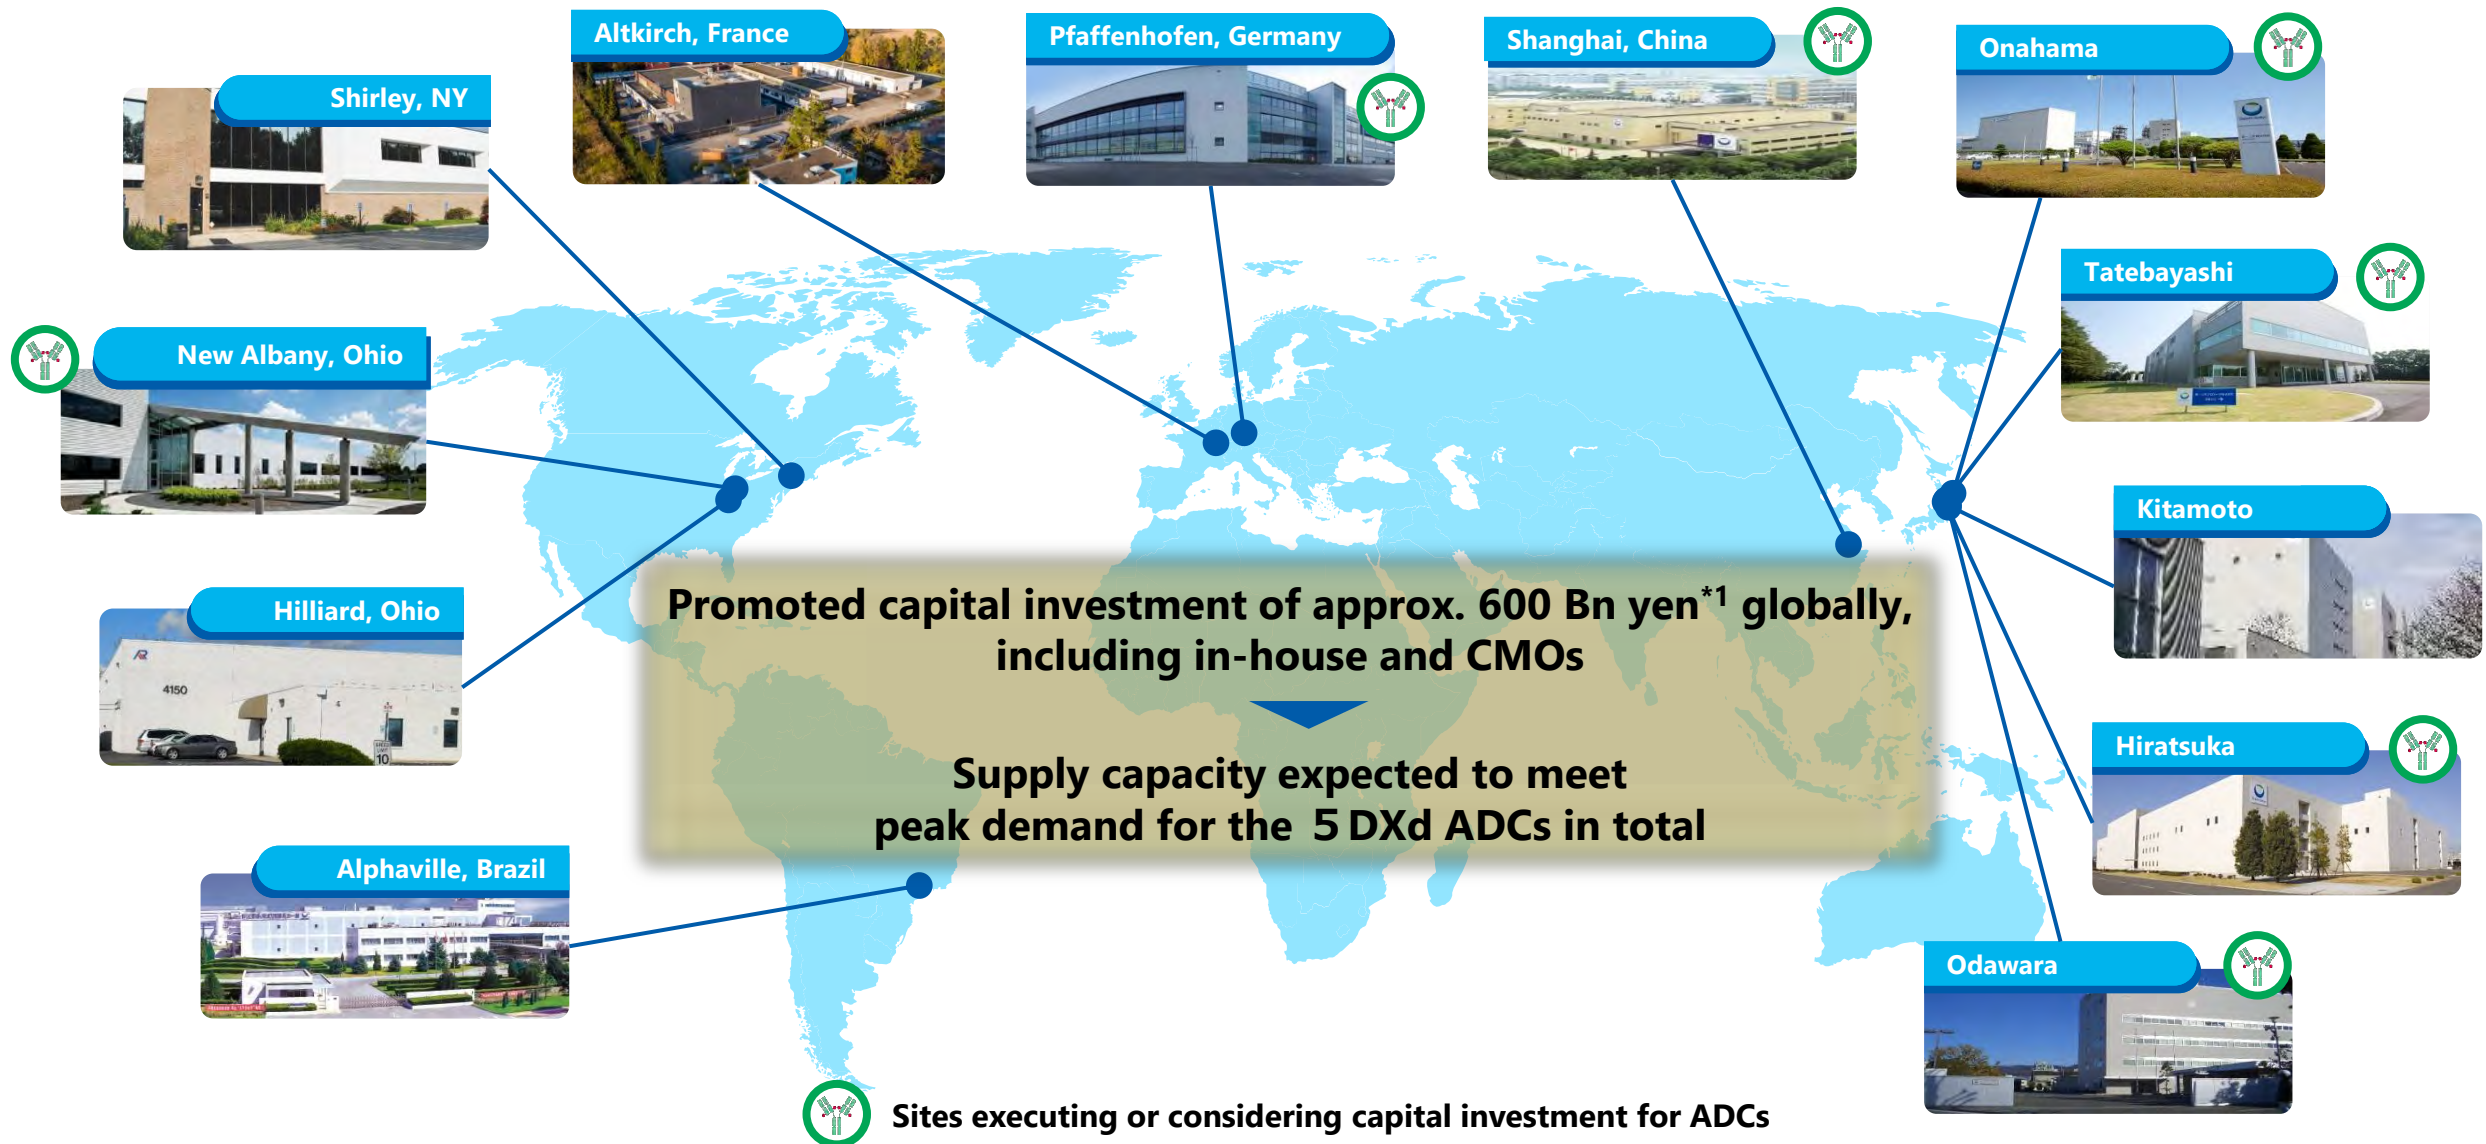 Altkirch, France
Pfaffenhofen, Germany
Shanghai, China
Onahama
Shirley, NY
Tatebayashi
New Albany, Ohio
Kitamoto
Hilliard, Ohio
4150
10
Promoted capital investment of approx. 600 Bn yen*1 globally,
including in-house and CMOs
Supply capacity expected to meet
peak demand for the 5 DXd ADCs in total
Hiratsuka
Alphaville, Brazil
Odawara
Sites executing or considering capital investment for ADCs